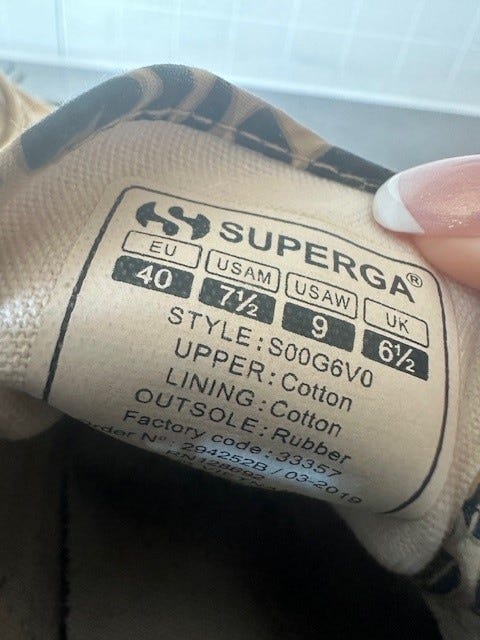 SUPERGA®
EU USAM USAW UK
40 7½ 9 6½
STYLE: S00G6V0
UPPER: Cotton
LINING: Cotton
OUTSOLE: Rubber
Factory code: 33357
Order N°: 294252B / 03-2019